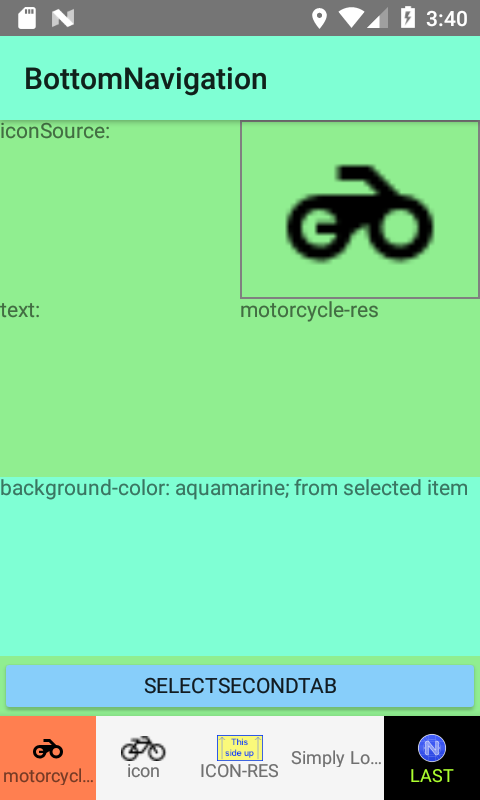 3:40
BottomNavigation
iconSource:
text: motorcycle-res
background-color: aquamarine; from selected item
SELECTSECONDTAB
This
side up
motorcycl... icon ICON-RES Simply Lo... LAST